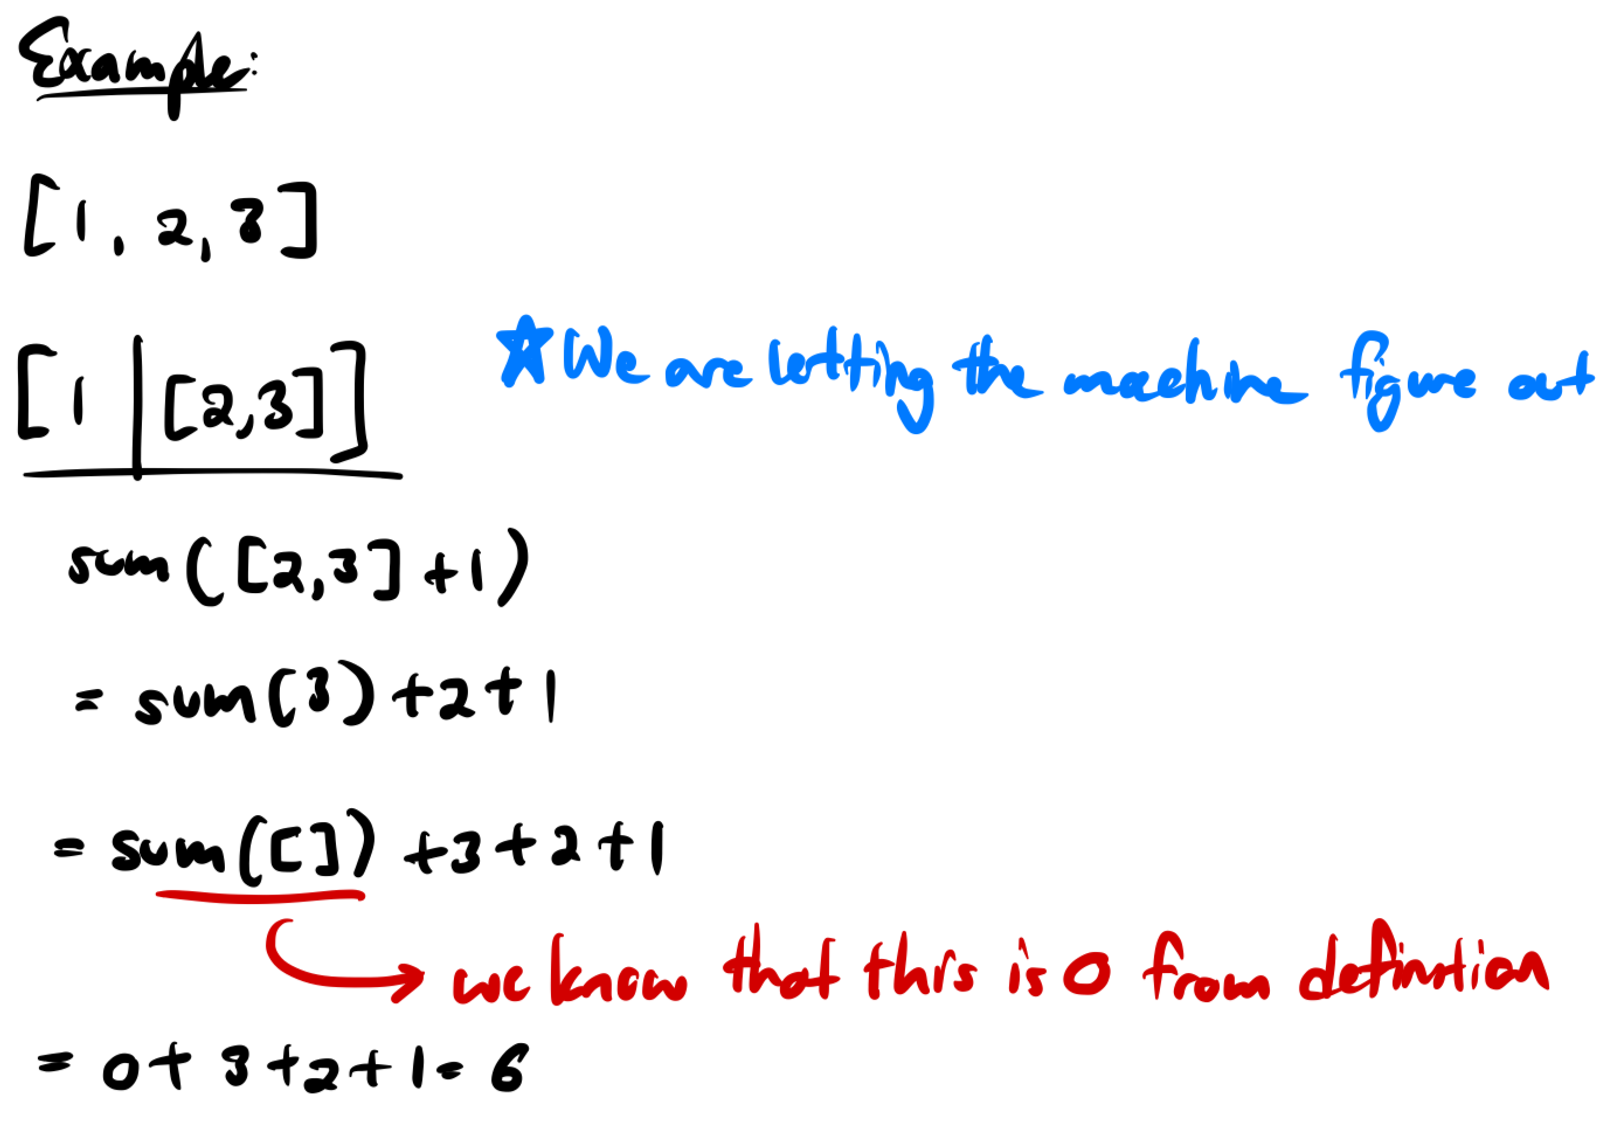 Example:
[1, 2, 3]
[1 | [2,3]]
☆ We are letting the machine figure out
sum([2,3] + 1)
= sum(3) + 2 + 1
= sum([]) + 3 + 2 + 1
we know that this is 0 from definition
= 0 + 3 + 2 + 1 = 6